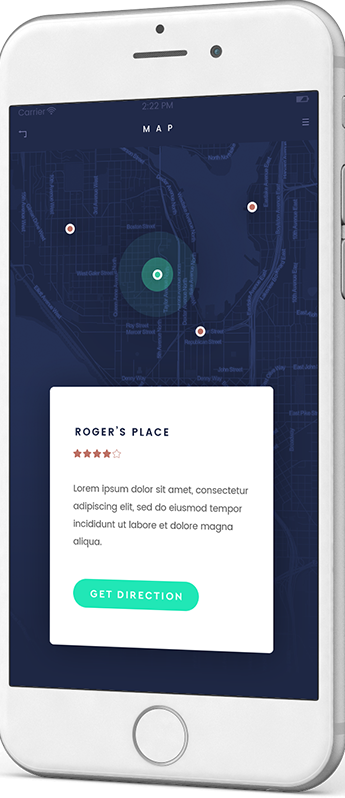 Carrier 2:22 PM
MAP
ROGER'S PLACE
Lorem ipsum dolor sit amet, consectetur
adipiscing elit, sed do eiusmod tempor
incididunt ut labore et dolore magna
aliqua.
GET DIRECTION